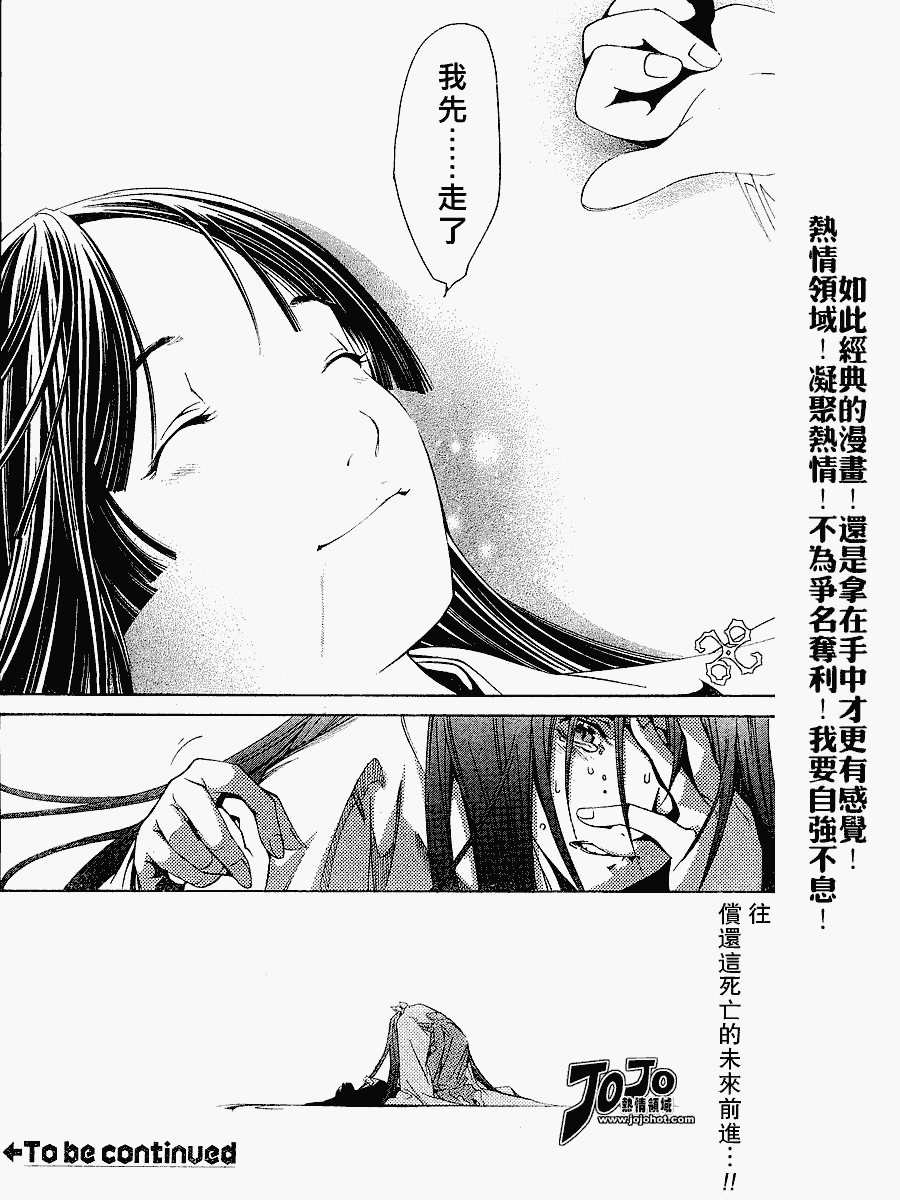 我先……走了
如此經典的漫畫！還是拿在手中才更有感覺！
熱情領域！凝聚熱情！不為爭名奪利！我要自強不息！
往
償還這死亡的未來前進…!!
JOJO
熱情領域
www.jojohot.com
To be continued